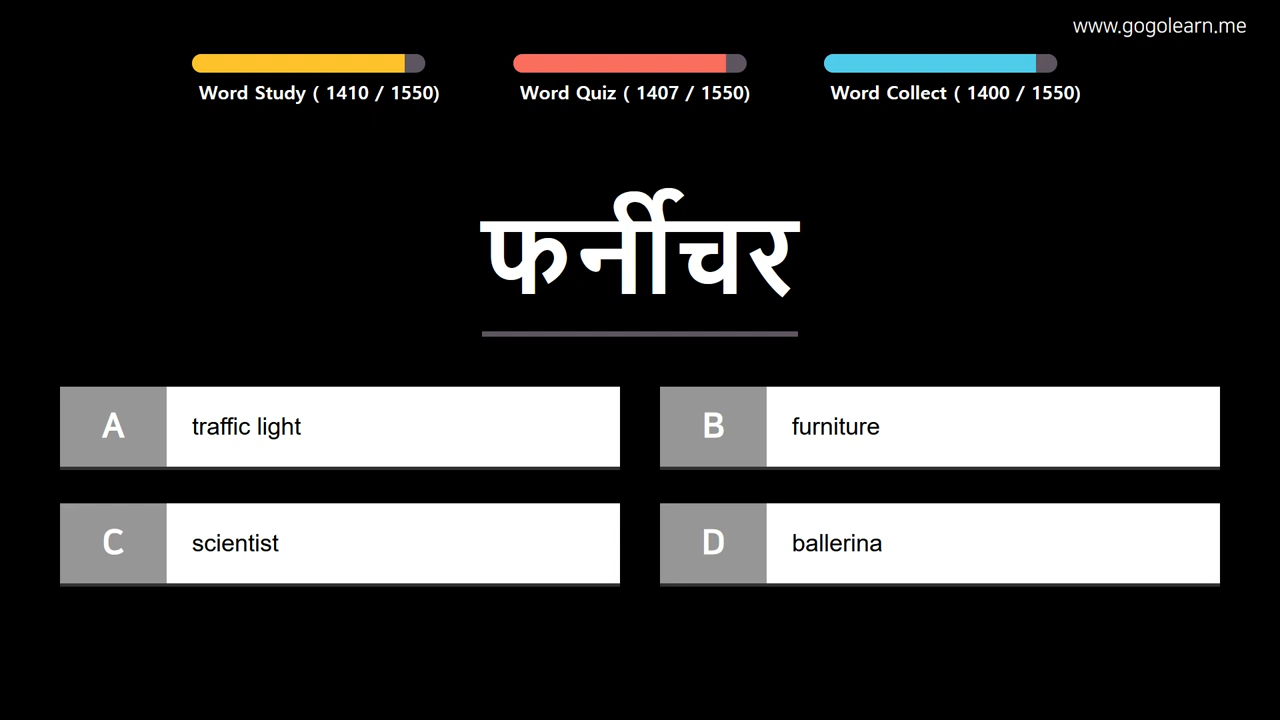 www.gogolearn.me
Word Study ( 1410 / 1550)
Word Quiz ( 1407 / 1550)
Word Collect ( 1400 / 1550)
फर्नीचर
A traffic light
B furniture
C scientist
D ballerina